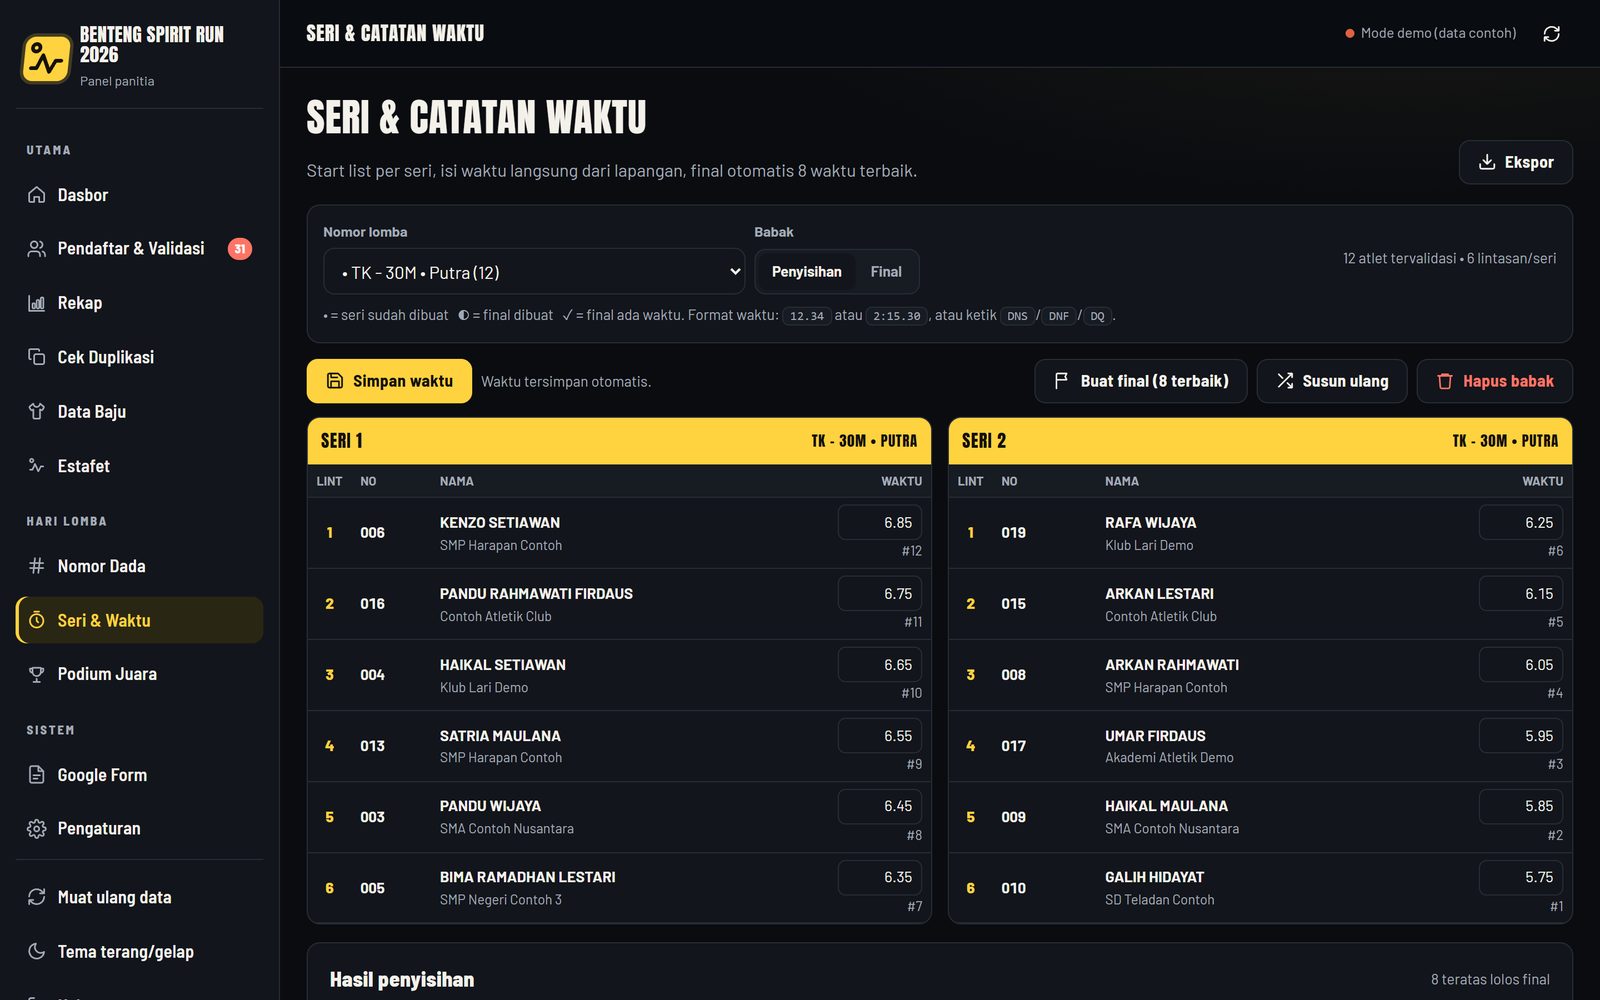 BENTENG SPIRIT RUN
2026
Panel panitia
UTAMA
Dasbor
Pendaftar & Validasi 31
Rekap
Cek Duplikasi
Data Baju
Estafet
HARI LOMBA
Nomor Dada
Seri & Waktu
Podium Juara
SISTEM
Google Form
Pengaturan
Muat ulang data
Tema terang/gelap
SERI & CATATAN WAKTU
Mode demo (data contoh)
SERI & CATATAN WAKTU
Start list per seri, isi waktu langsung dari lapangan, final otomatis 8 waktu terbaik.
Ekspor
Nomor lomba
• TK - 30M • Putra (12)
Babak
Penyisihan Final
12 atlet tervalidasi • 6 lintasan/seri
• = seri sudah dibuat ◐ = final dibuat ✓ = final ada waktu. Format waktu: 12.34 atau 2:15.30, atau ketik DNS/DNF/DQ.
Simpan waktu
Waktu tersimpan otomatis.
Buat final (8 terbaik)
Susun ulang
Hapus babak
SERI 1 TK - 30M • PUTRA
LINT NO NAMA WAKTU
1 006 KENZO SETIAWAN 6.85
SMP Harapan Contoh #12
2 016 PANDU RAHMAWATI FIRDAUS 6.75
Contoh Atletik Club #11
3 004 HAIKAL SETIAWAN 6.65
Klub Lari Demo #10
4 013 SATRIA MAULANA 6.55
SMP Harapan Contoh #9
5 003 PANDU WIJAYA 6.45
SMA Contoh Nusantara #8
6 005 BIMA RAMADHAN LESTARI 6.35
SMP Negeri Contoh 3 #7
SERI 2 TK - 30M • PUTRA
LINT NO NAMA WAKTU
1 019 RAFA WIJAYA 6.25
Klub Lari Demo #6
2 015 ARKAN LESTARI 6.15
Contoh Atletik Club #5
3 008 ARKAN RAHMAWATI 6.05
SMP Harapan Contoh #4
4 017 UMAR FIRDAUS 5.95
Akademi Atletik Demo #3
5 009 HAIKAL MAULANA 5.85
SMA Contoh Nusantara #2
6 010 GALIH HIDAYAT 5.75
SD Teladan Contoh #1
Hasil penyisihan
8 teratas lolos final